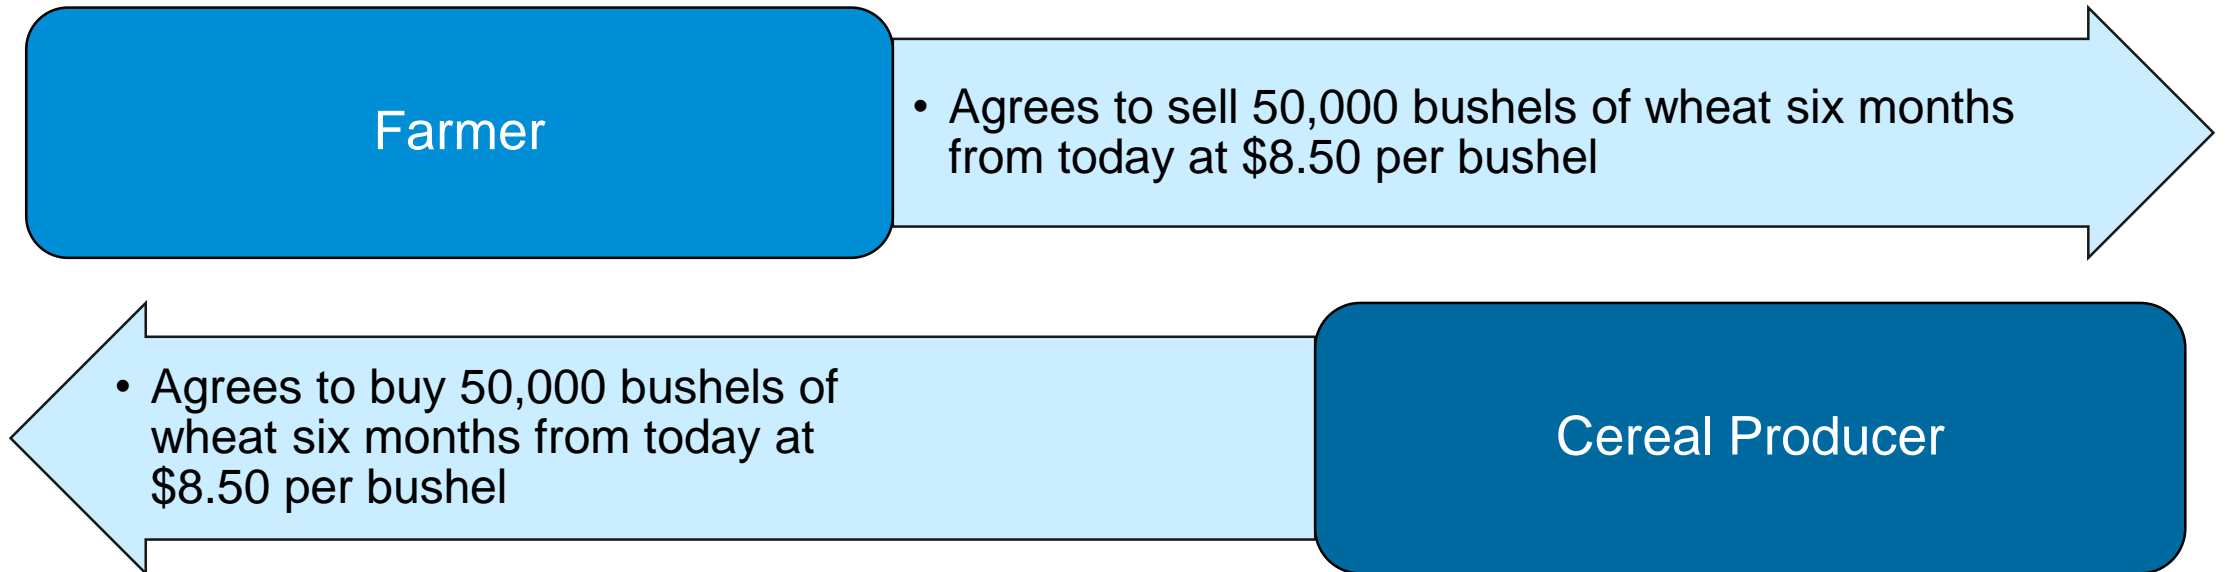 Farmer
• Agrees to sell 50,000 bushels of wheat six months
from today at $8.50 per bushel
• Agrees to buy 50,000 bushels of
wheat six months from today at
$8.50 per bushel
Cereal Producer